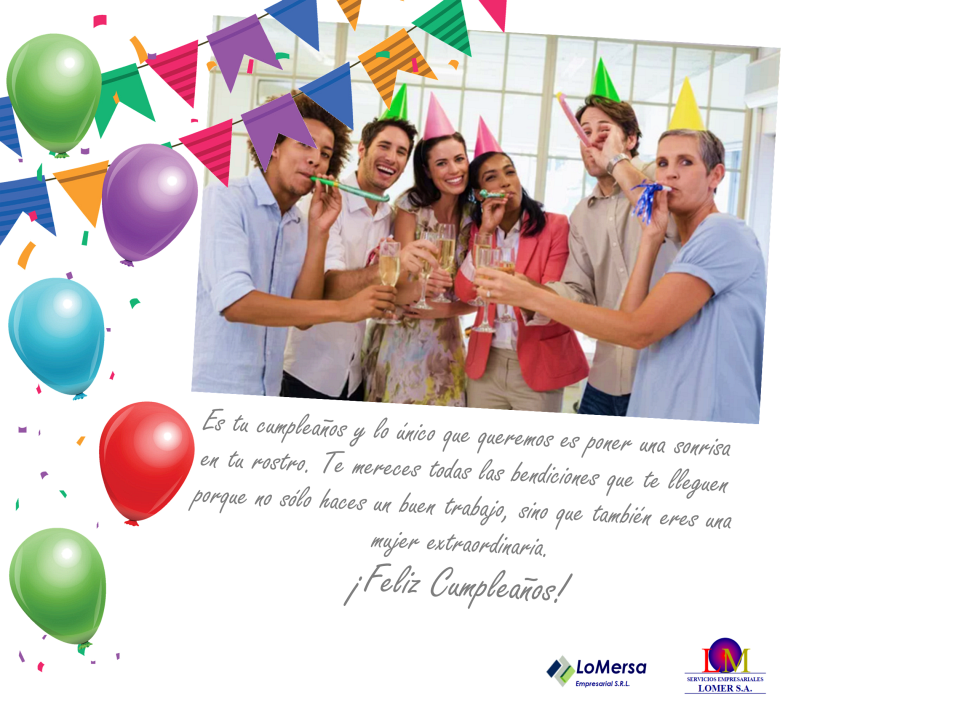 Es tu cumpleaños y lo único que queremos es poner una sonrisa
en tu rostro. Te mereces todas las bendiciones que te lleguen
porque no sólo haces un buen trabajo, sino que también eres una
mujer extraordinaria.
¡Feliz Cumpleaños!
LoMersa
Empresarial S.R.L.
LM
SERVICIOS EMPRESARIALES
LOMER S.A.